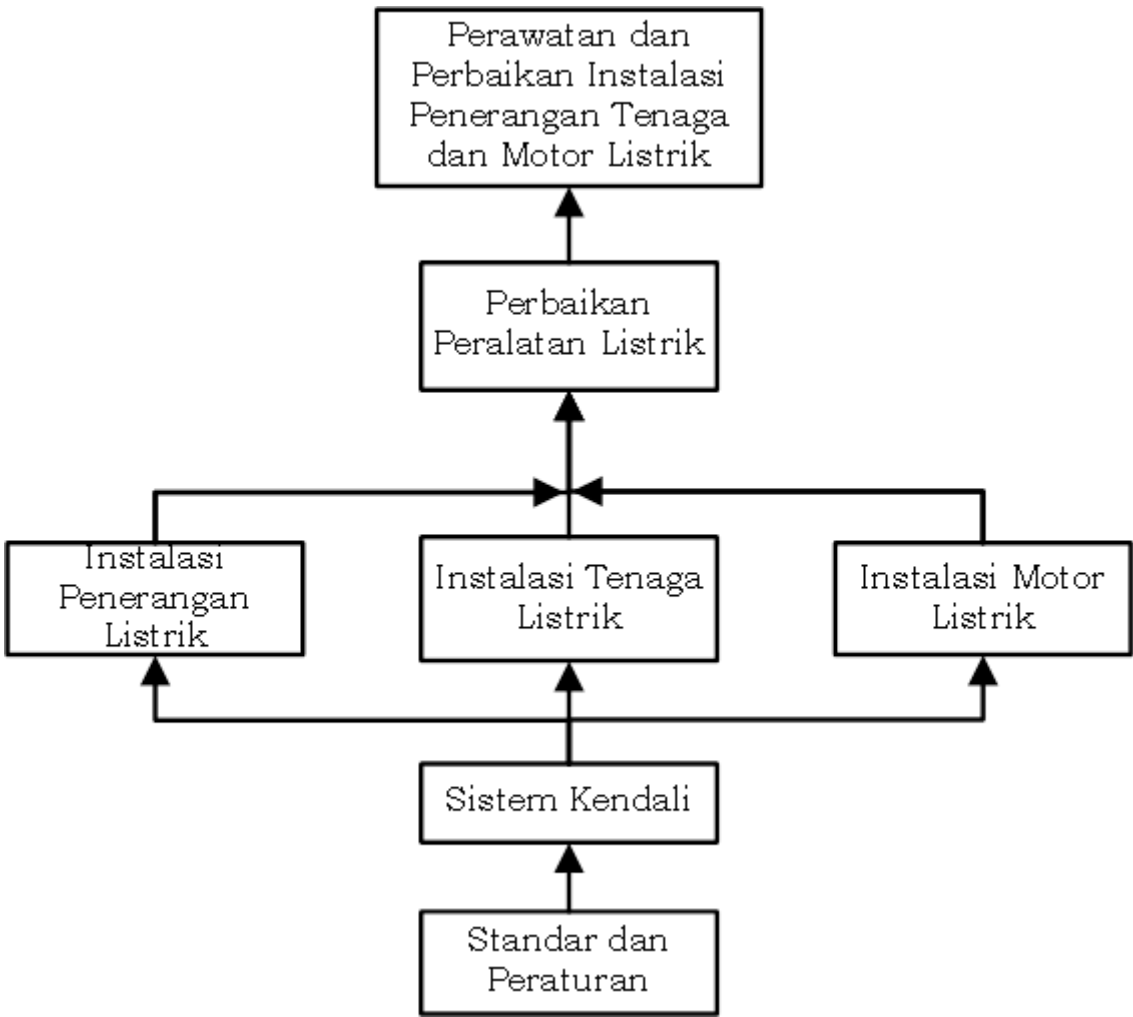 Perawatan dan
Perbaikan Instalasi
Penerangan Tenaga
dan Motor Listrik
Perbaikan
Peralatan Listrik
Instalasi
Penerangan
Listrik
Instalasi Tenaga
Listrik
Instalasi Motor
Listrik
Sistem Kendali
Standar dan
Peraturan